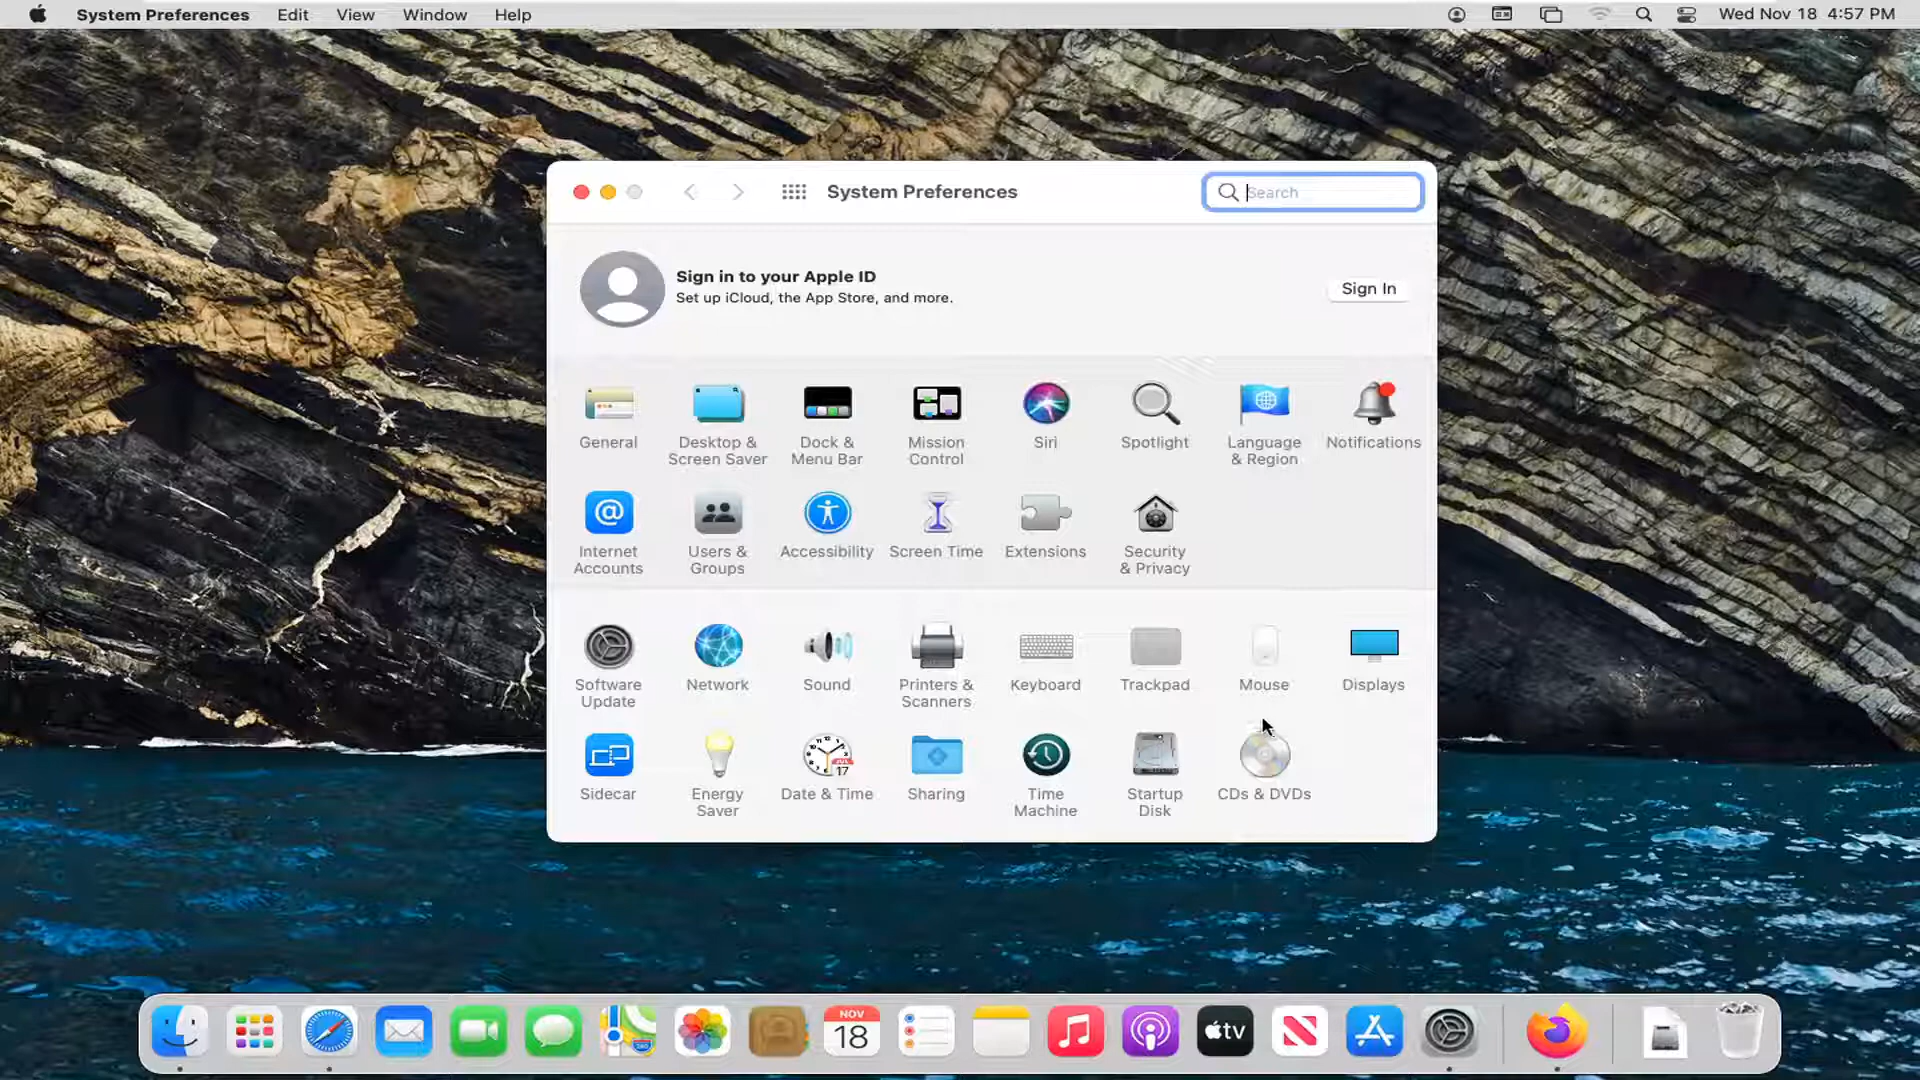 System Preferences Edit View Window Help Wed Nov 18 4:57 PM
System Preferences
Search
Sign in to your Apple ID
Set up iCloud, the App Store, and more.
Sign In
General
Desktop &
Screen Saver
Dock &
Menu Bar
Mission
Control
Siri
Spotlight
Language
& Region
Notifications
Internet
Accounts
Users &
Groups
Accessibility
Screen Time
Extensions
Security
& Privacy
Software
Update
Network
Sound
Printers &
Scanners
Keyboard
Trackpad
Mouse
Displays
Sidecar
Energy
Saver
JUL
17
Date & Time
Sharing
Time
Machine
Startup
Disk
CDs & DVDs
NOV
18
tv